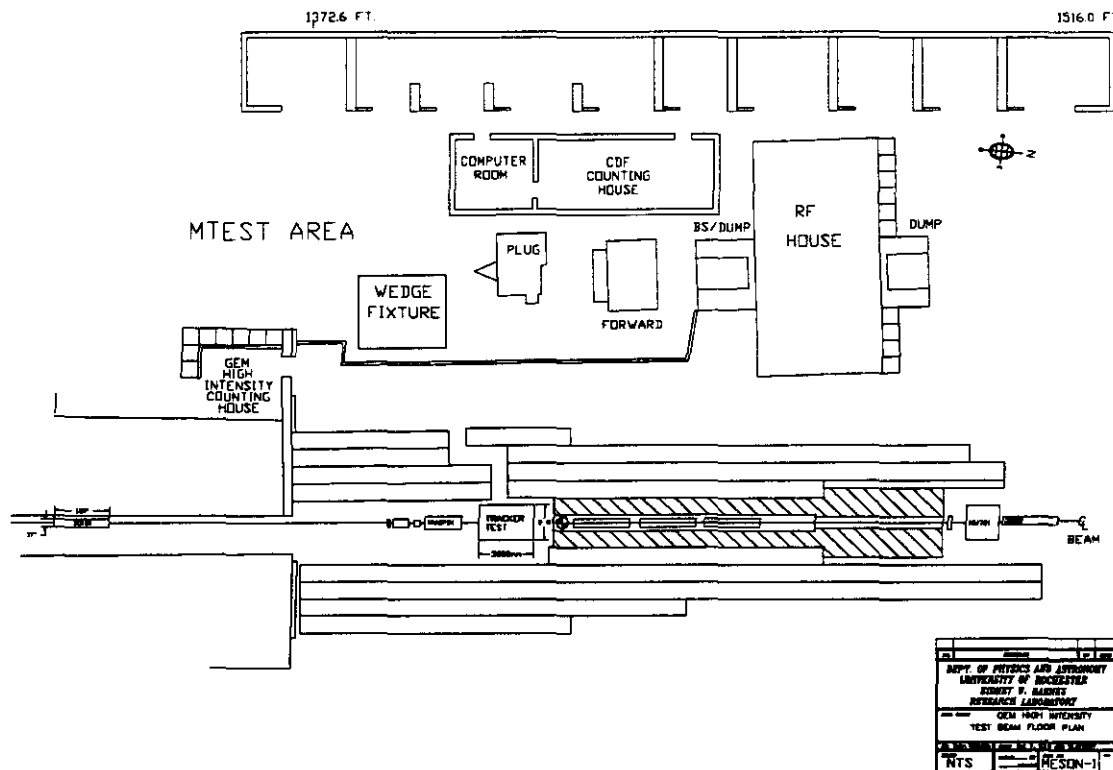 1372.6 FT.
1516.0 FT
COMPUTER
ROOM
CDF
COUNTING
HOUSE
N
MTEST AREA
RF
HOUSE
BS/DUMP
DUMP
PLUG
WEDGE
FIXTURE
FORWARD
GEM
HIGH
INTENSITY
COUNTING
HOUSE
TRACKER
TEST
BEAM
DEPT. OF PHYSICS AND ASTRONOMY
UNIVERSITY OF ROCHESTER
SIDNEY W. BARNES
RESEARCH LABORATORY
GEM HIGH INTENSITY
TEST BEAM FLOOR PLAN
NTS
MESON-1